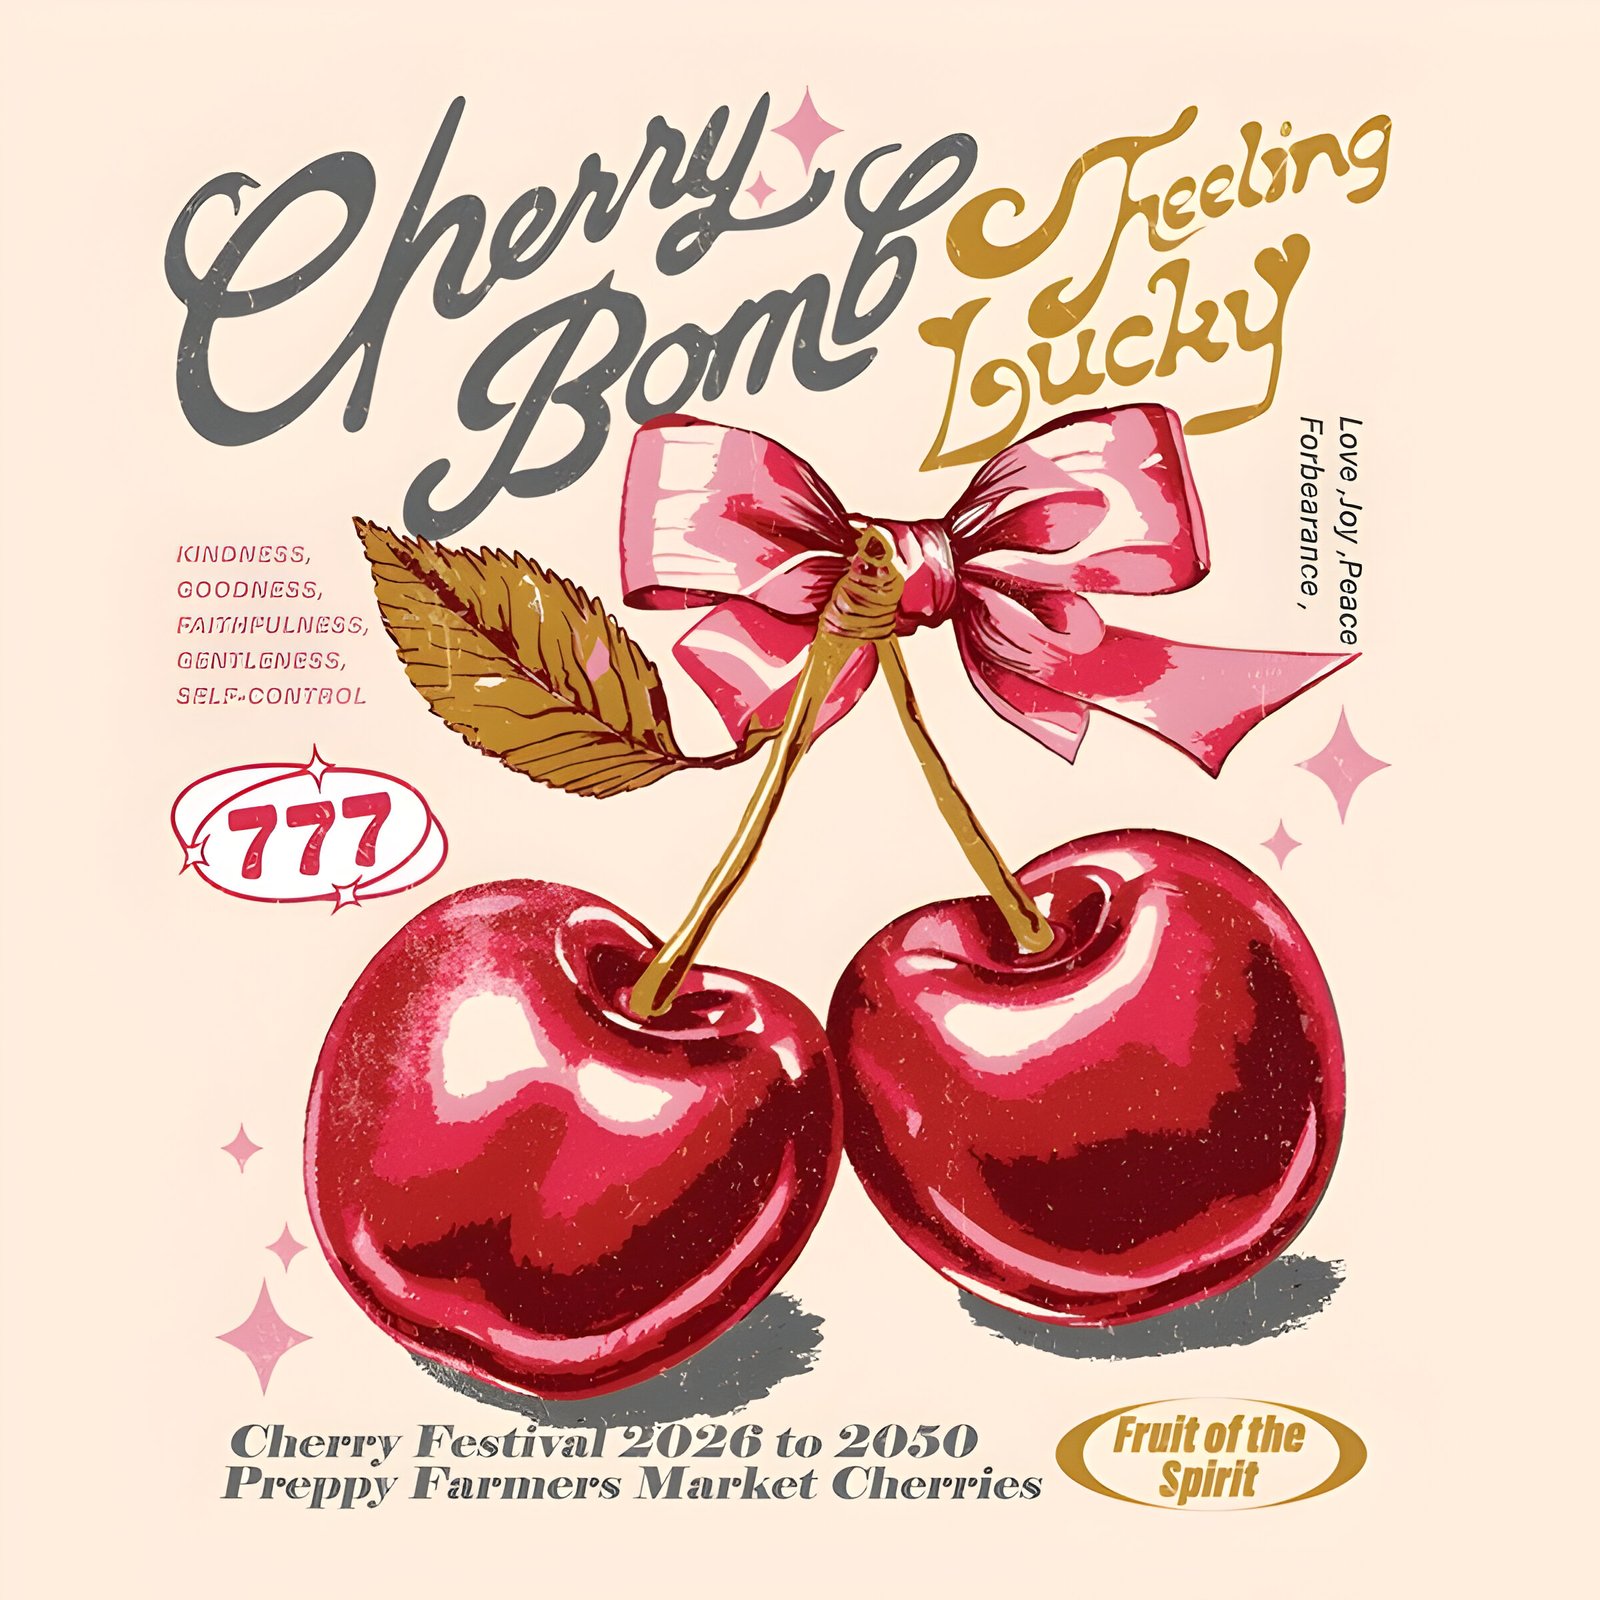 Cherry
Bomb
Feeling
Lucky
Love ,Joy ,Peace
Forbearance ,
KINDNESS,
GOODNESS,
FAITHFULNESS,
GENTLENESS,
SELF-CONTROL
777
Cherry Festival 2026 to 2050
Preppy Farmers Market Cherries
Fruit of the
Spirit